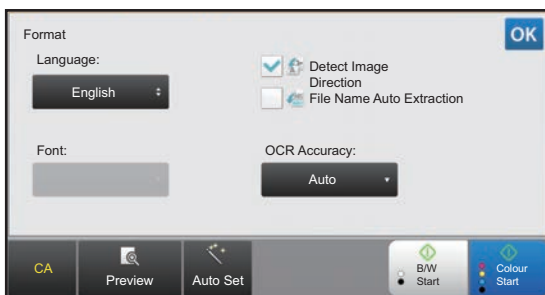 Format
OK
Language:
English
Detect Image
Direction
File Name Auto Extraction
Font:
OCR Accuracy:
Auto
CA
Preview
Auto Set
B/W
Start
Colour
Start